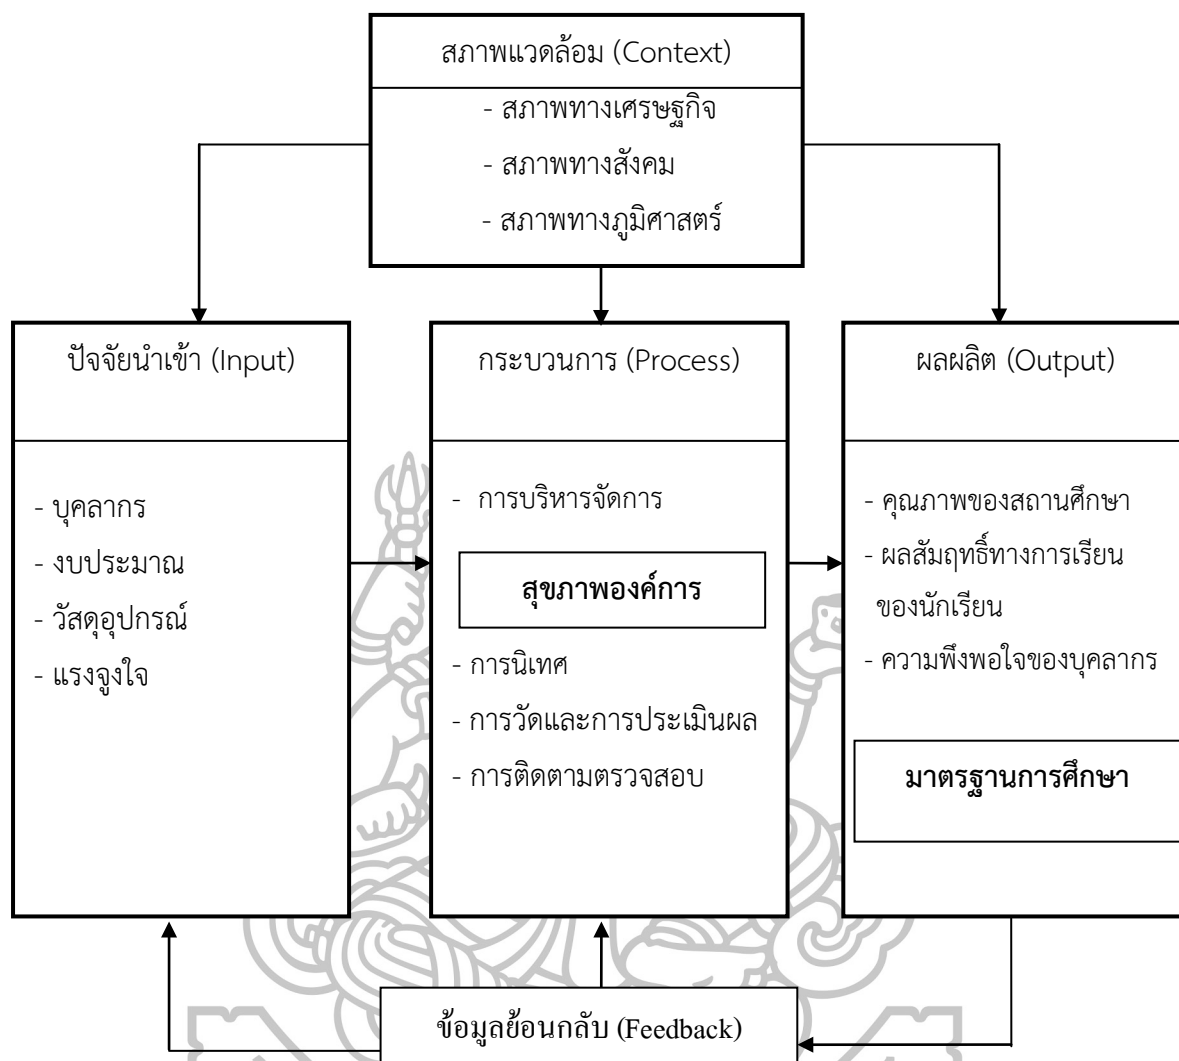 สภาพแวดล้อม (Context)
- สภาพทางเศรษฐกิจ
- สภาพทางสังคม
- สภาพทางภูมิศาสตร์
ปัจจัยนำเข้า (Input)
- บุคลากร
- งบประมาณ
- วัสดุอุปกรณ์
- แรงจูงใจ
กระบวนการ (Process)
- การบริหารจัดการ
สุขภาพองค์การ
- การนิเทศ
- การวัดและการประเมินผล
- การติดตามตรวจสอบ
ผลผลิต (Output)
- คุณภาพของสถานศึกษา
- ผลสัมฤทธิ์ทางการเรียน
ของนักเรียน
- ความพึงพอใจของบุคลากร
มาตรฐานการศึกษา
ข้อมูลย้อนกลับ (Feedback)